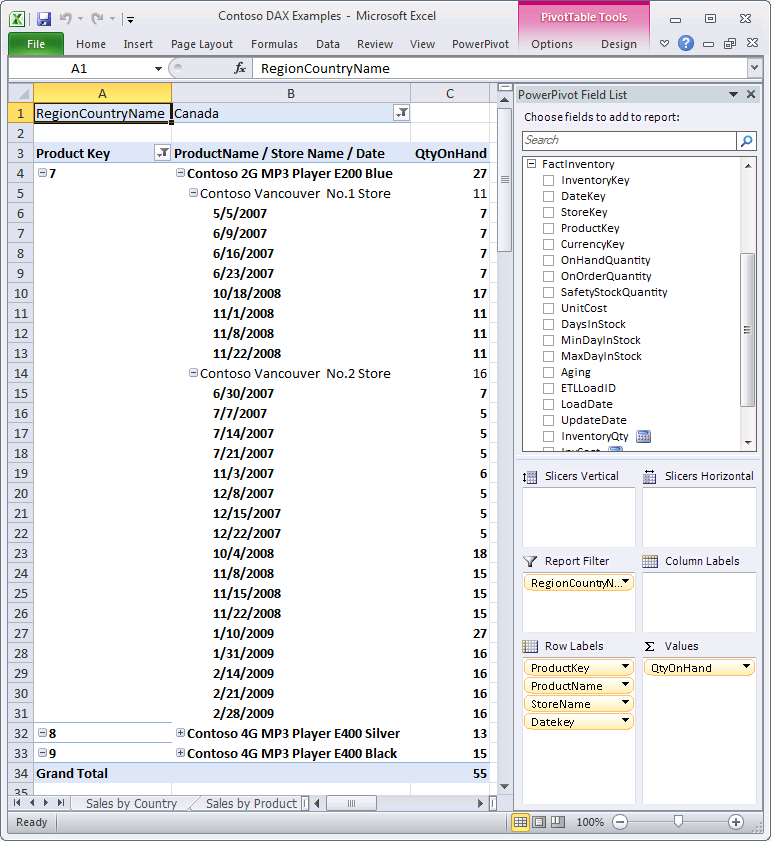 Contoso DAX Examples - Microsoft Excel
PivotTable Tools
File Home Insert Page Layout Formulas Data Review View PowerPivot Options Design
A1 fx RegionCountryName
A B C
1 RegionCountryName Canada
2
3 Product Key ProductName / Store Name / Date QtyOnHand
4 7 Contoso 2G MP3 Player E200 Blue 27
5 Contoso Vancouver No.1 Store 11
6 5/5/2007 7
7 6/9/2007 7
8 6/16/2007 7
9 6/23/2007 7
10 10/18/2008 17
11 11/1/2008 11
12 11/8/2008 11
13 11/22/2008 11
14 Contoso Vancouver No.2 Store 16
15 6/30/2007 7
16 7/7/2007 5
17 7/14/2007 5
18 7/21/2007 5
19 11/3/2007 6
20 12/8/2007 5
21 12/15/2007 5
22 12/22/2007 5
23 10/4/2008 18
24 11/8/2008 15
25 11/15/2008 15
26 11/22/2008 15
27 1/10/2009 27
28 1/31/2009 16
29 2/14/2009 16
30 2/21/2009 16
31 2/28/2009 16
32 8 Contoso 4G MP3 Player E400 Silver 13
33 9 Contoso 4G MP3 Player E400 Black 15
34 Grand Total 55
35
Sales by Country Sales by Product
Ready
100%
PowerPivot Field List
Choose fields to add to report:
Search
FactInventory
InventoryKey
DateKey
StoreKey
ProductKey
CurrencyKey
OnHandQuantity
OnOrderQuantity
SafetyStockQuantity
UnitCost
DaysInStock
MinDayInStock
MaxDayInStock
Aging
ETLLoadID
LoadDate
UpdateDate
InventoryQty
InvCost
Slicers Vertical
Slicers Horizontal
Report Filter
Column Labels
RegionCountryN...
Row Labels
Σ Values
ProductKey
QtyOnHand
ProductName
StoreName
Datekey